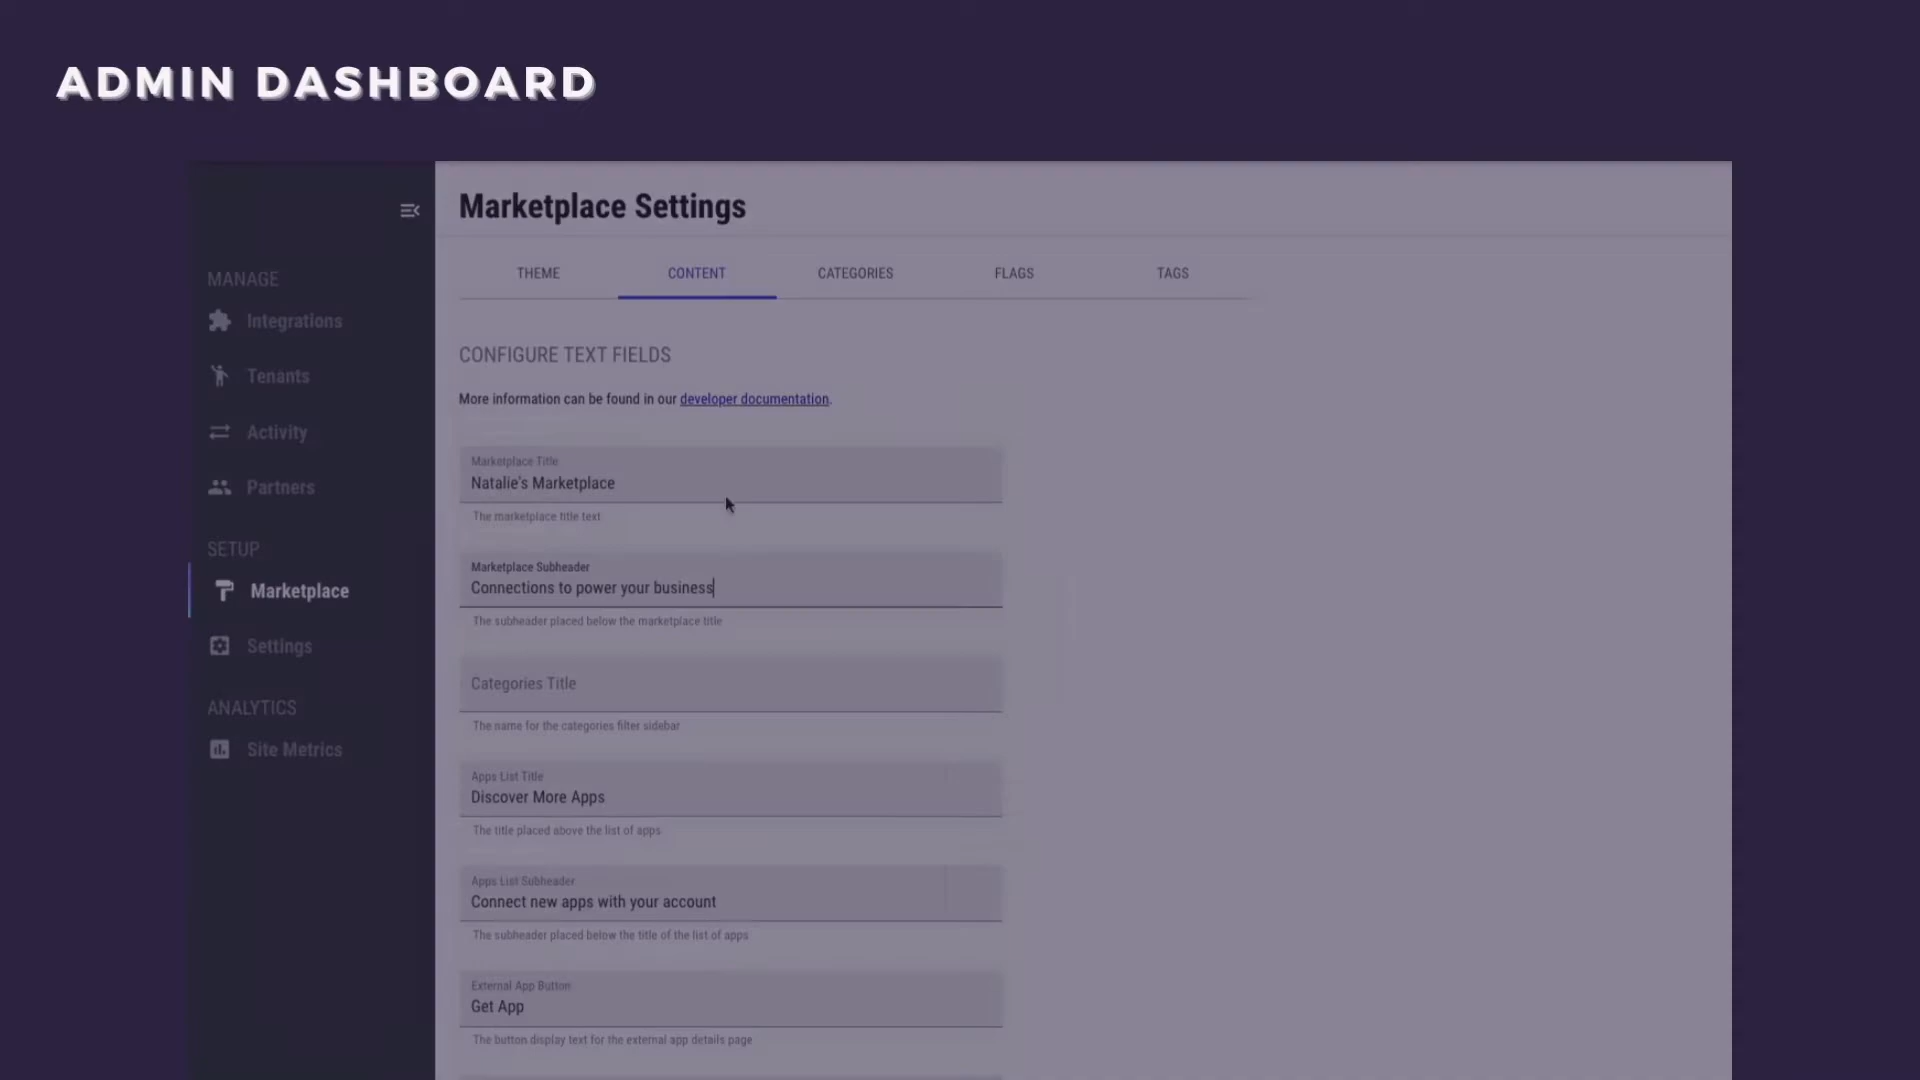 ADMIN DASHBOARD
Marketplace Settings
MANAGE
Integrations
Tenants
Activity
Partners
SETUP
Marketplace
Settings
ANALYTICS
Site Metrics
THEME
CONTENT
CATEGORIES
FLAGS
TAGS
CONFIGURE TEXT FIELDS
More information can be found in our developer documentation.
Marketplace Title
Natalie's Marketplace
The marketplace title text
Marketplace Subheader
Connections to power your business
The subheader placed below the marketplace title
Categories Title
The name for the categories filter sidebar
Apps List Title
Discover More Apps
The title placed above the list of apps
Apps List Subheader
Connect new apps with your account
The subheader placed below the title of the list of apps
External App Button
Get App
The button display text for the external app details page